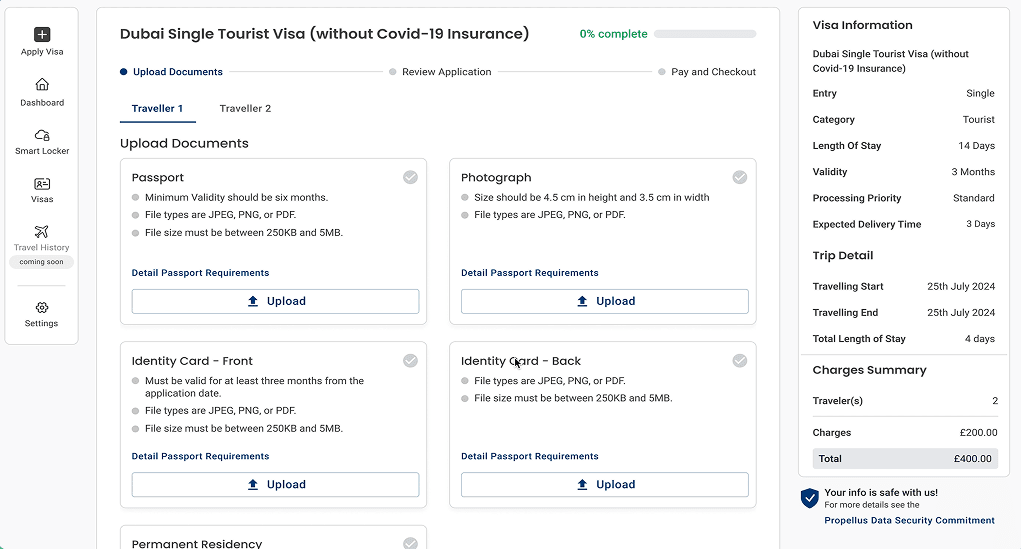 Apply Visa
Dashboard
Smart Locker
Visas
Travel History
coming soon
Settings
Dubai Single Tourist Visa (without Covid-19 Insurance)
0% complete
Upload Documents
Review Application
Pay and Checkout
Traveller 1
Traveller 2
Upload Documents
Passport
Minimum Validity should be six months.
File types are JPEG, PNG, or PDF.
File size must be between 250KB and 5MB.
Detail Passport Requirements
Upload
Photograph
Size should be 4.5 cm in height and 3.5 cm in width
File types are JPEG, PNG, or PDF.
Detail Passport Requirements
Upload
Identity Card - Front
Must be valid for at least three months from the
application date.
File types are JPEG, PNG, or PDF.
File size must be between 250KB and 5MB.
Detail Passport Requirements
Upload
Identity Card - Back
File types are JPEG, PNG, or PDF.
File size must be between 250KB and 5MB.
Detail Passport Requirements
Upload
Permanent Residency
Visa Information
Dubai Single Tourist Visa (without
Covid-19 Insurance)
Entry Single
Category Tourist
Length Of Stay 14 Days
Validity 3 Months
Processing Priority Standard
Expected Delivery Time 3 Days
Trip Detail
Travelling Start 25th July 2024
Travelling End 25th July 2024
Total Length of Stay 4 days
Charges Summary
Traveler(s) 2
Charges £200.00
Total £400.00
Your info is safe with us!
For more details see the
Propellus Data Security Commitment